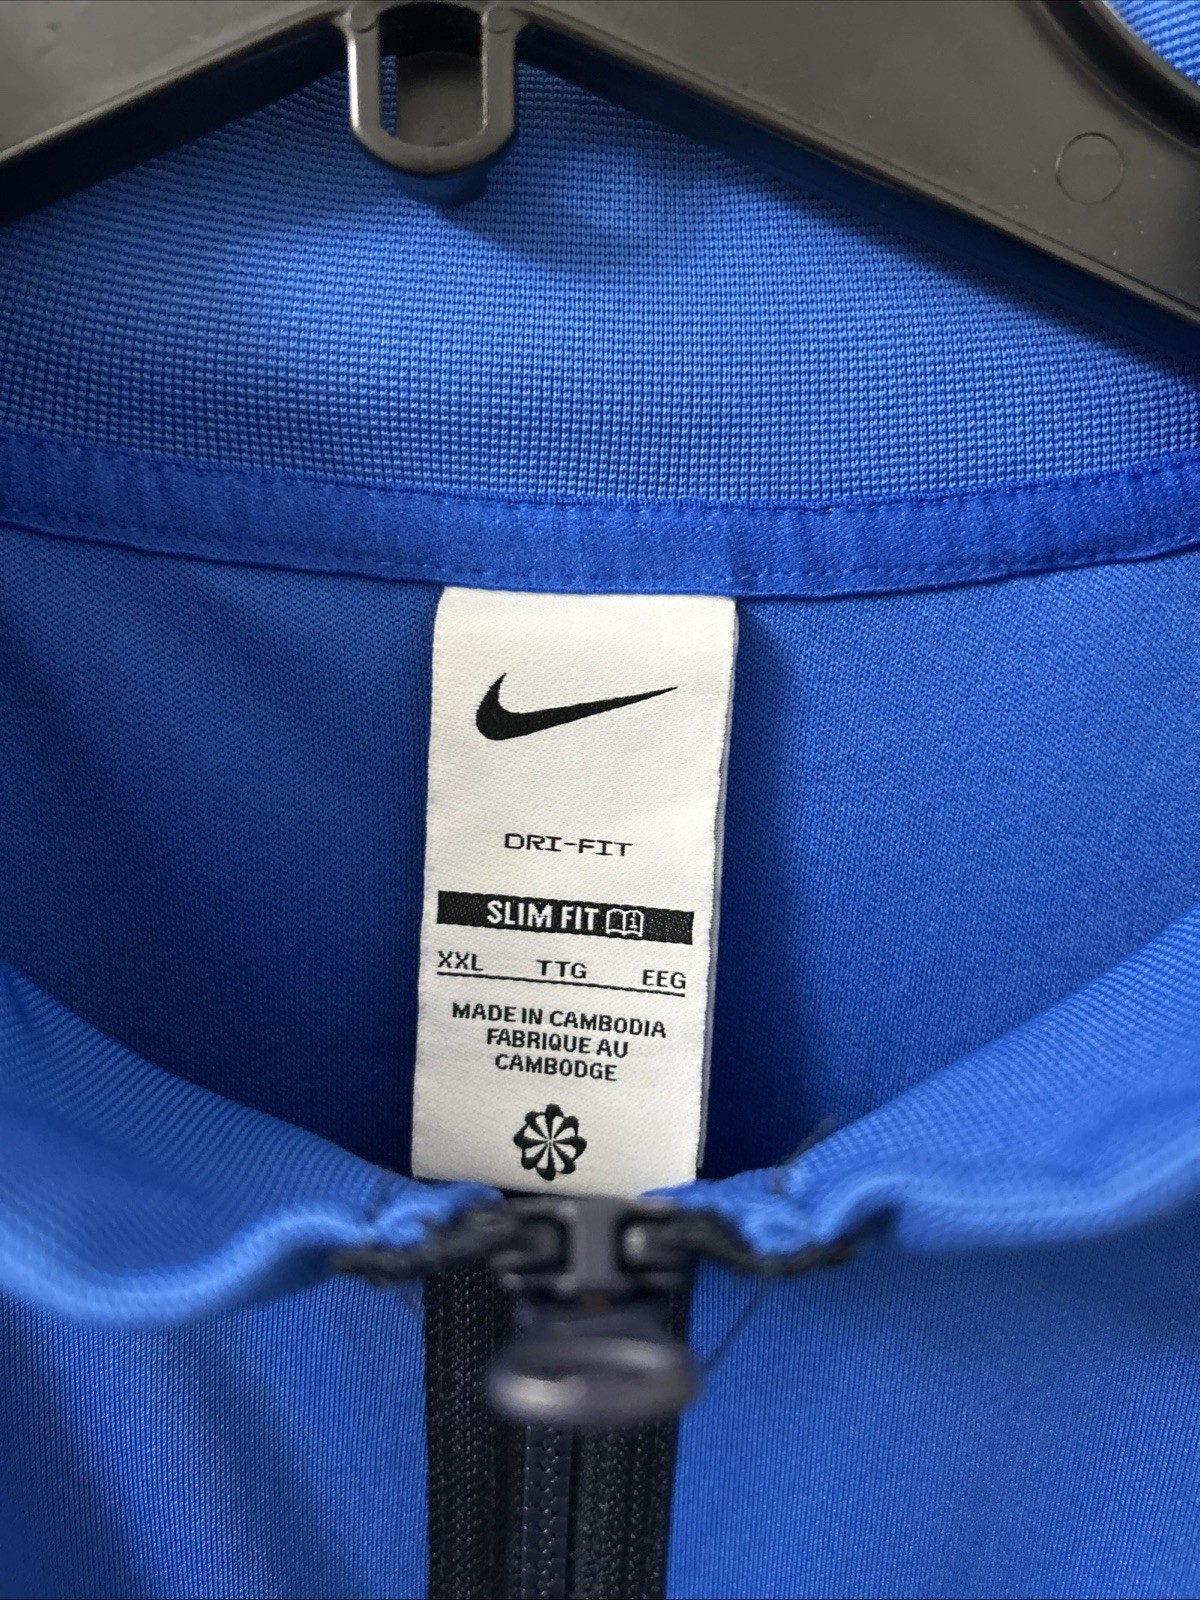 DRI-FIT
SLIM FIT
XXL TTG EEG
MADE IN CAMBODIA
FABRIQUE AU
CAMBODGE